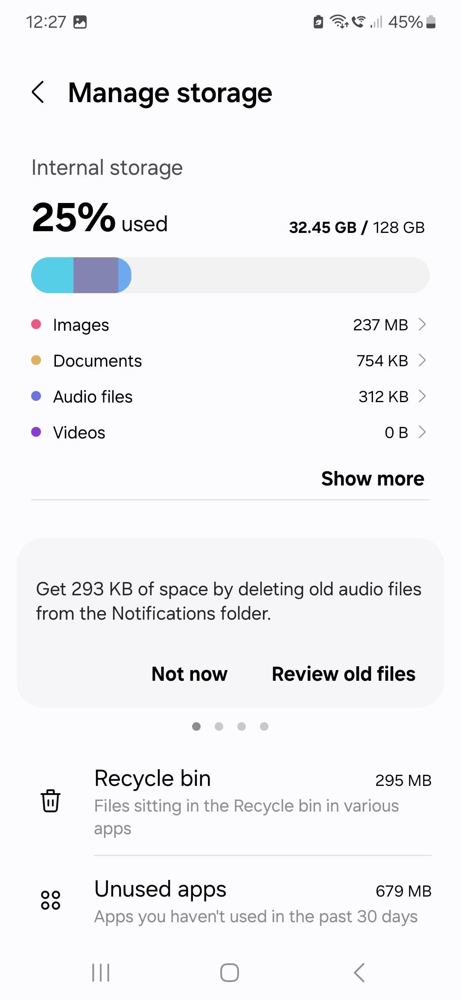 12:27
45%
Manage storage
Internal storage
25% used
32.45 GB / 128 GB
Images 237 MB
Documents 754 KB
Audio files 312 KB
Videos 0 B
Show more
Get 293 KB of space by deleting old audio files
from the Notifications folder.
Not now Review old files
Recycle bin 295 MB
Files sitting in the Recycle bin in various
apps
Unused apps 679 MB
Apps you haven't used in the past 30 days